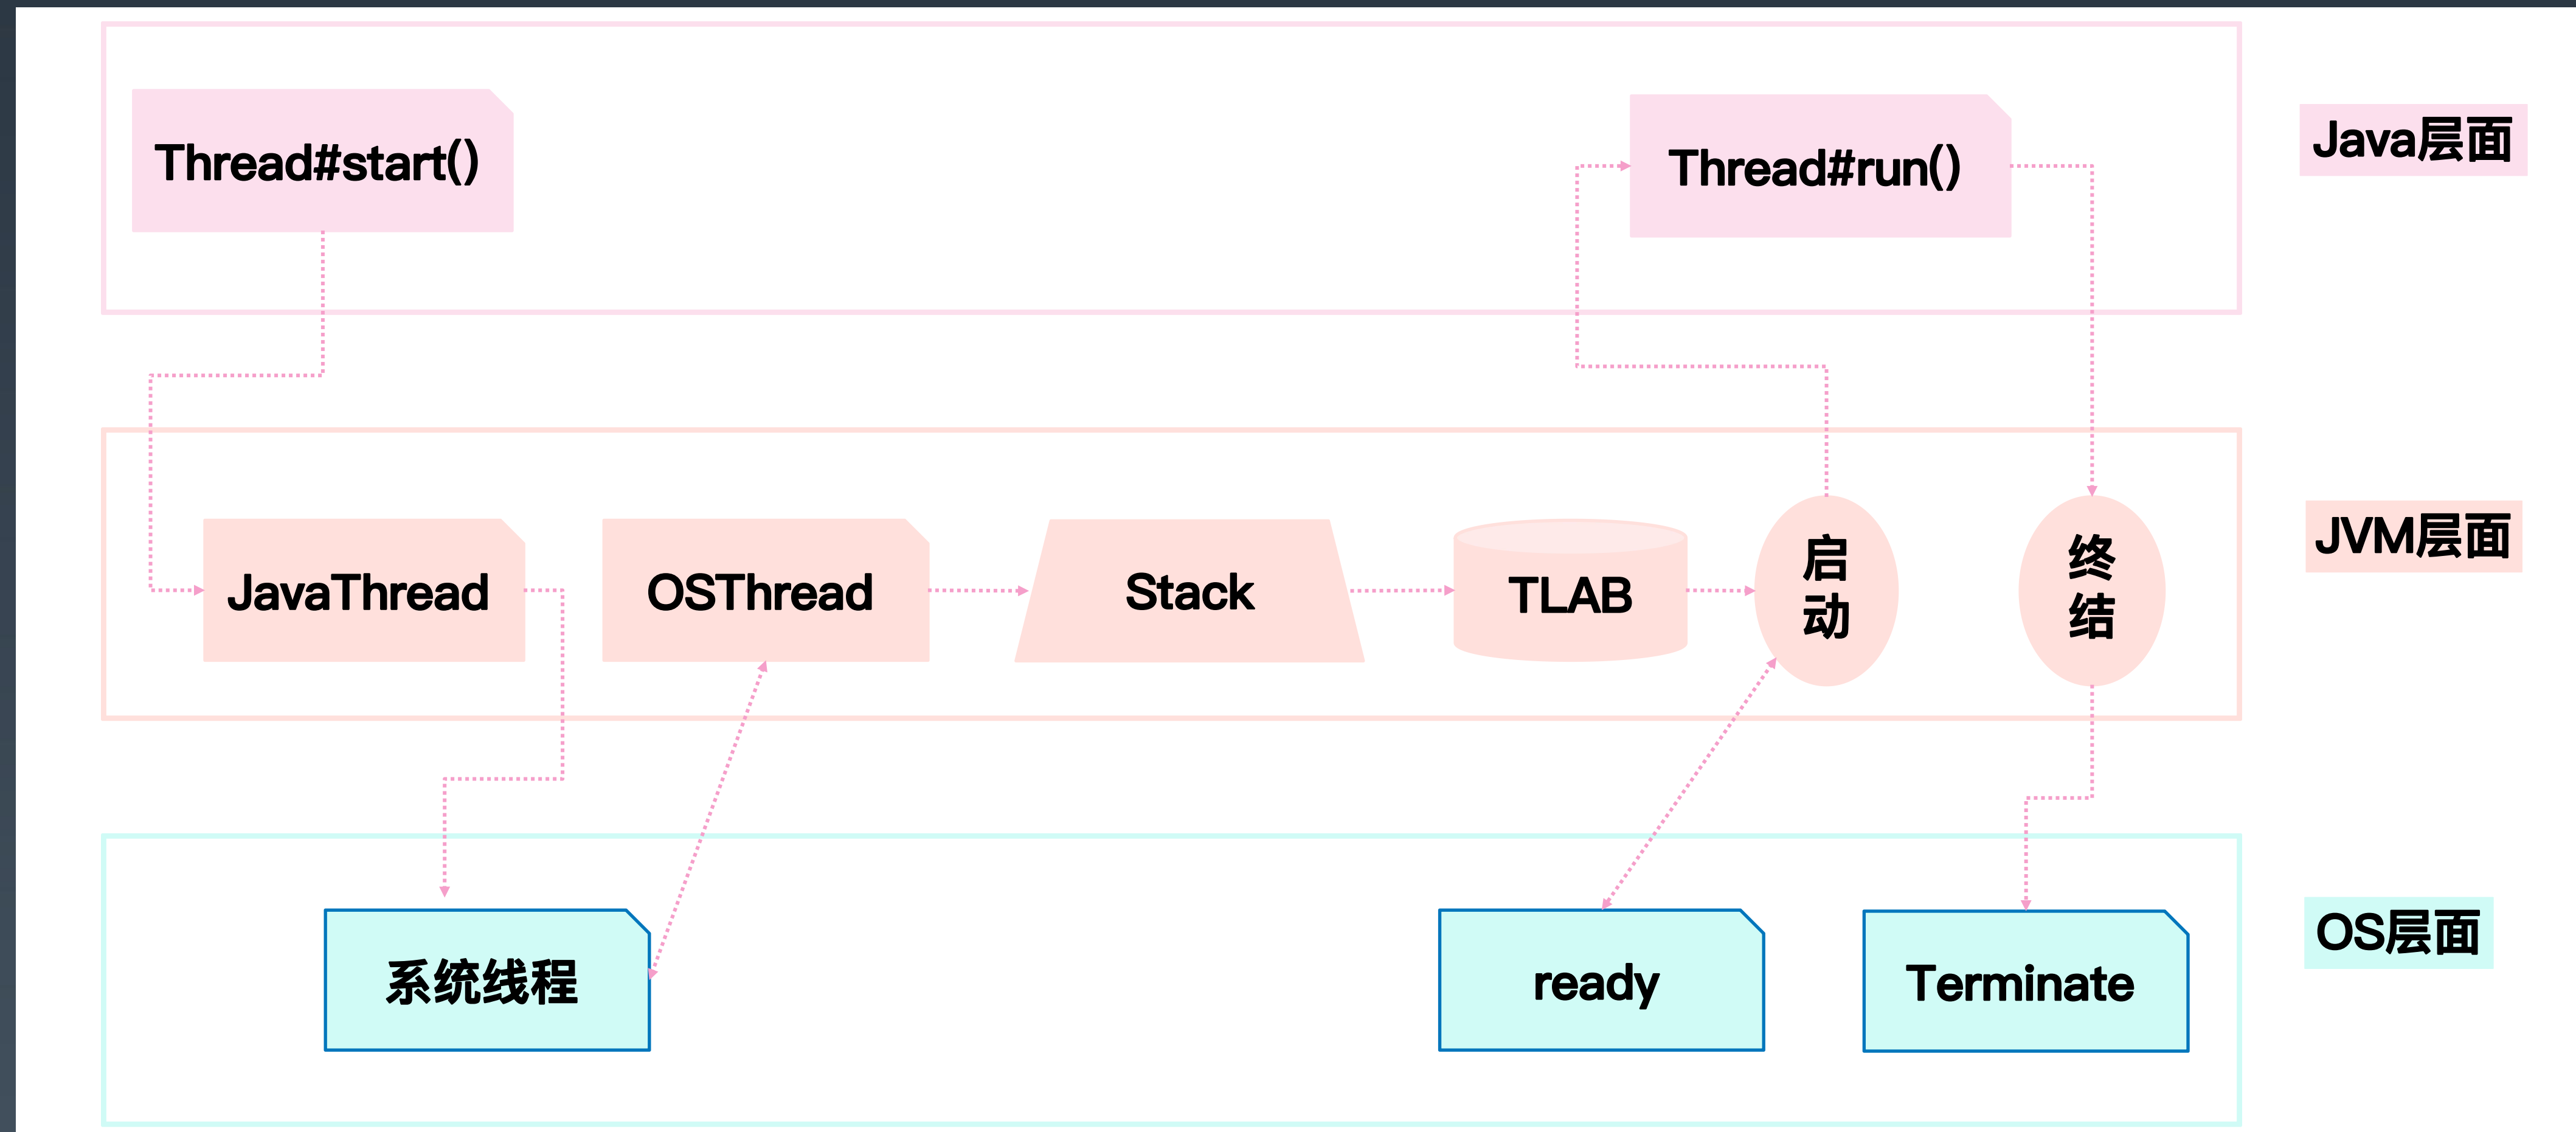 Thread#start()
Thread#run()
Java层面
JavaThread
OSThread
Stack
TLAB
启
动
终
结
JVM层面
系统线程
ready
Terminate
OS层面